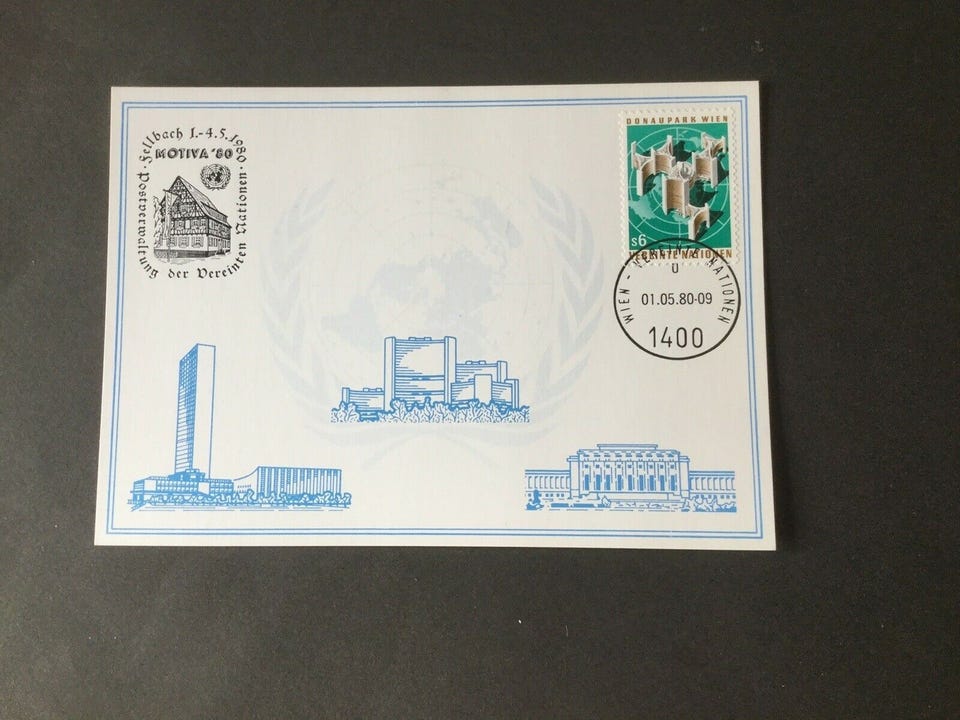 Fellbach 1.-4.5.1980 · Postverwaltung der Vereinten Nationen ·
MOTIVA '80
DONAUPARK WIEN
s6
VEREINTE NATIONEN
WIEN - VEREINTE NATIONEN
U
01.05.80-09
1400